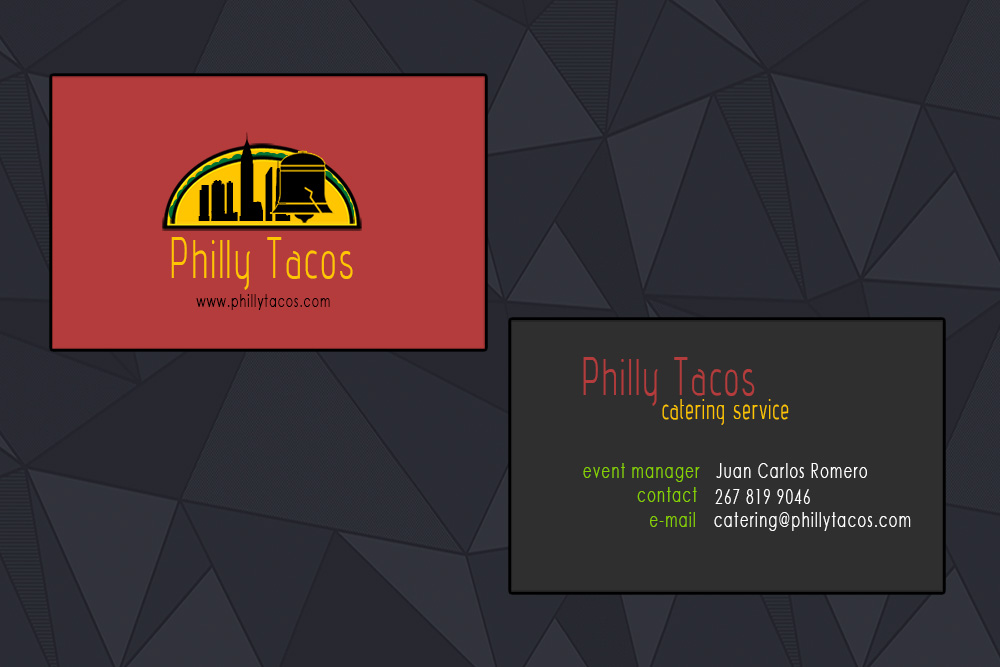 Philly Tacos
www.phillytacos.com
Philly Tacos
catering service
event manager Juan Carlos Romero
contact 267 819 9046
e-mail catering@phillytacos.com